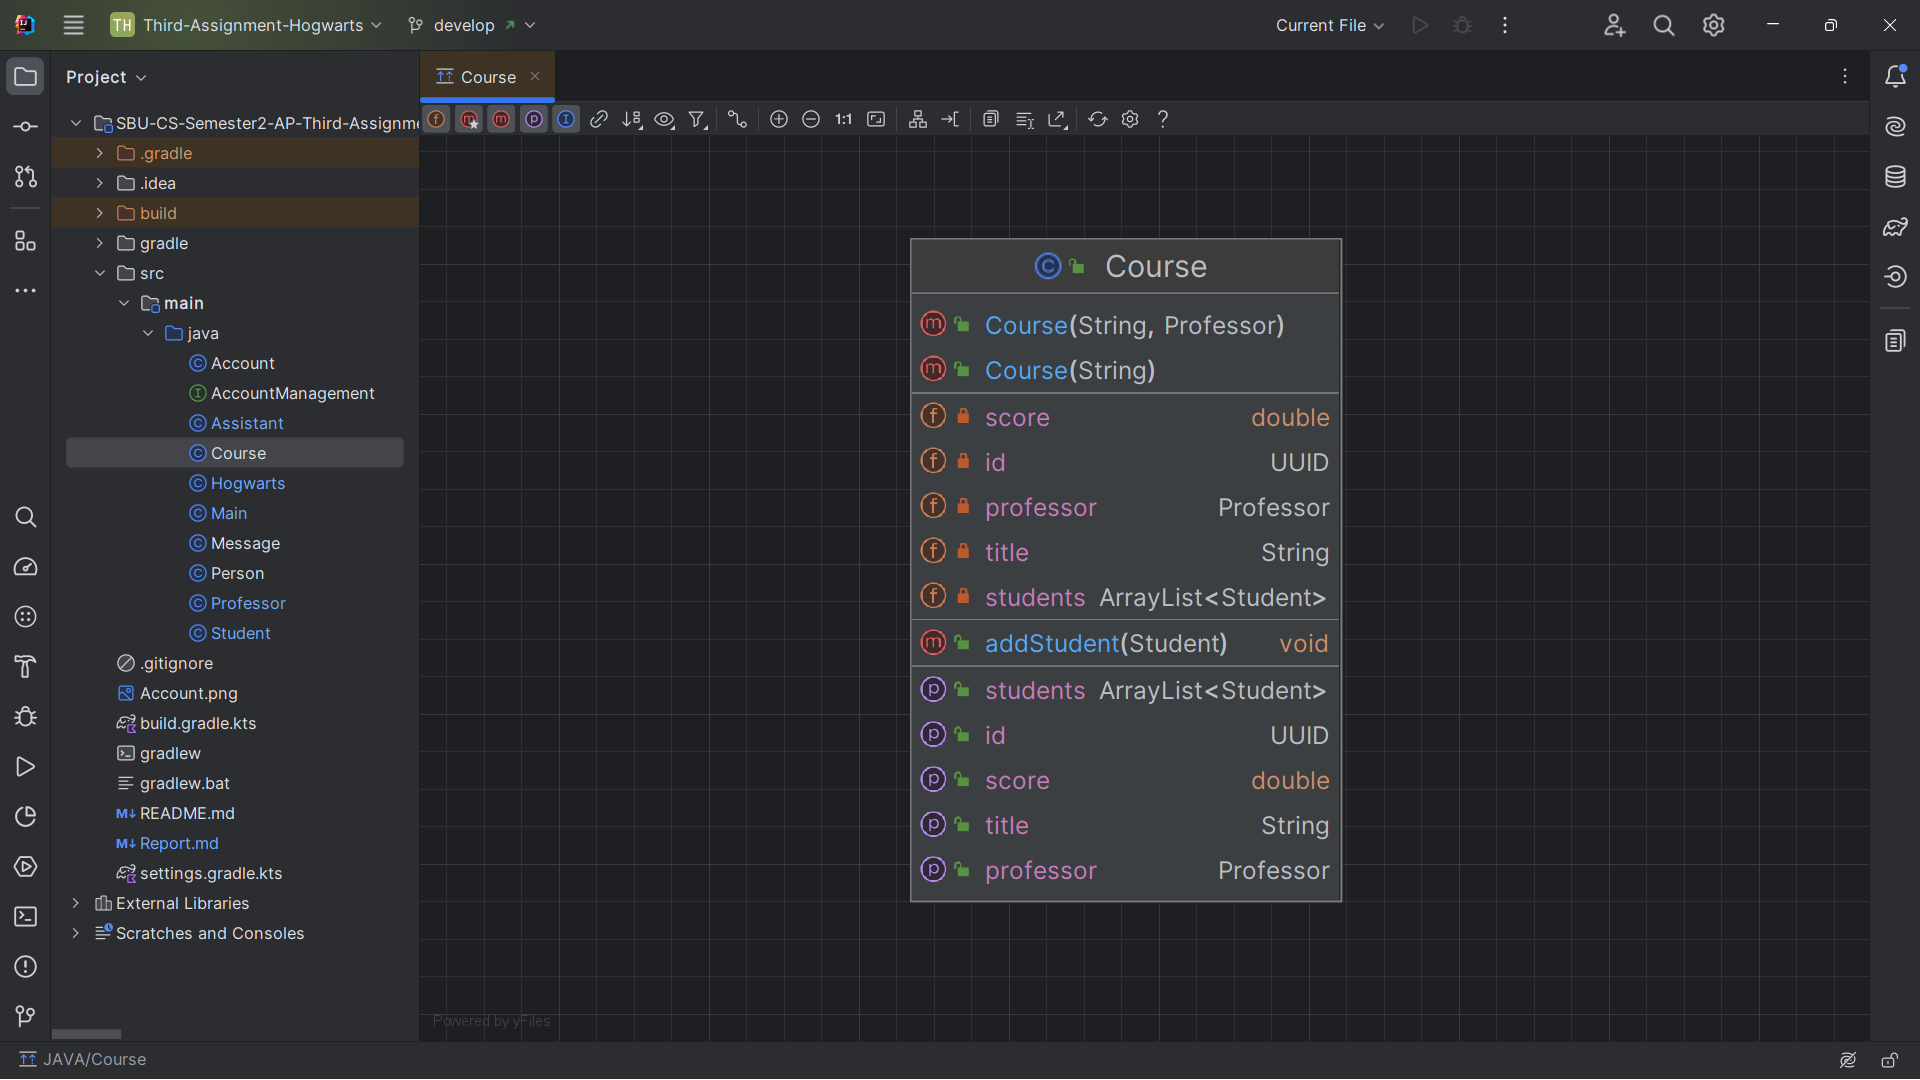 TH Third-Assignment-Hogwarts develop Current File
Project
Course
1:1
SBU-CS-Semester2-AP-Third-Assignme
.gradle
.idea
build
gradle
src
main
java
Account
AccountManagement
Assistant
Course
Hogwarts
Main
Message
Person
Professor
Student
.gitignore
Account.png
build.gradle.kts
gradlew
gradlew.bat
README.md
Report.md
settings.gradle.kts
External Libraries
Scratches and Consoles
Course
Course(String, Professor)
Course(String)
score double
id UUID
professor Professor
title String
students ArrayList<Student>
addStudent(Student) void
students ArrayList<Student>
id UUID
score double
title String
professor Professor
Powered by yFiles
JAVA/Course